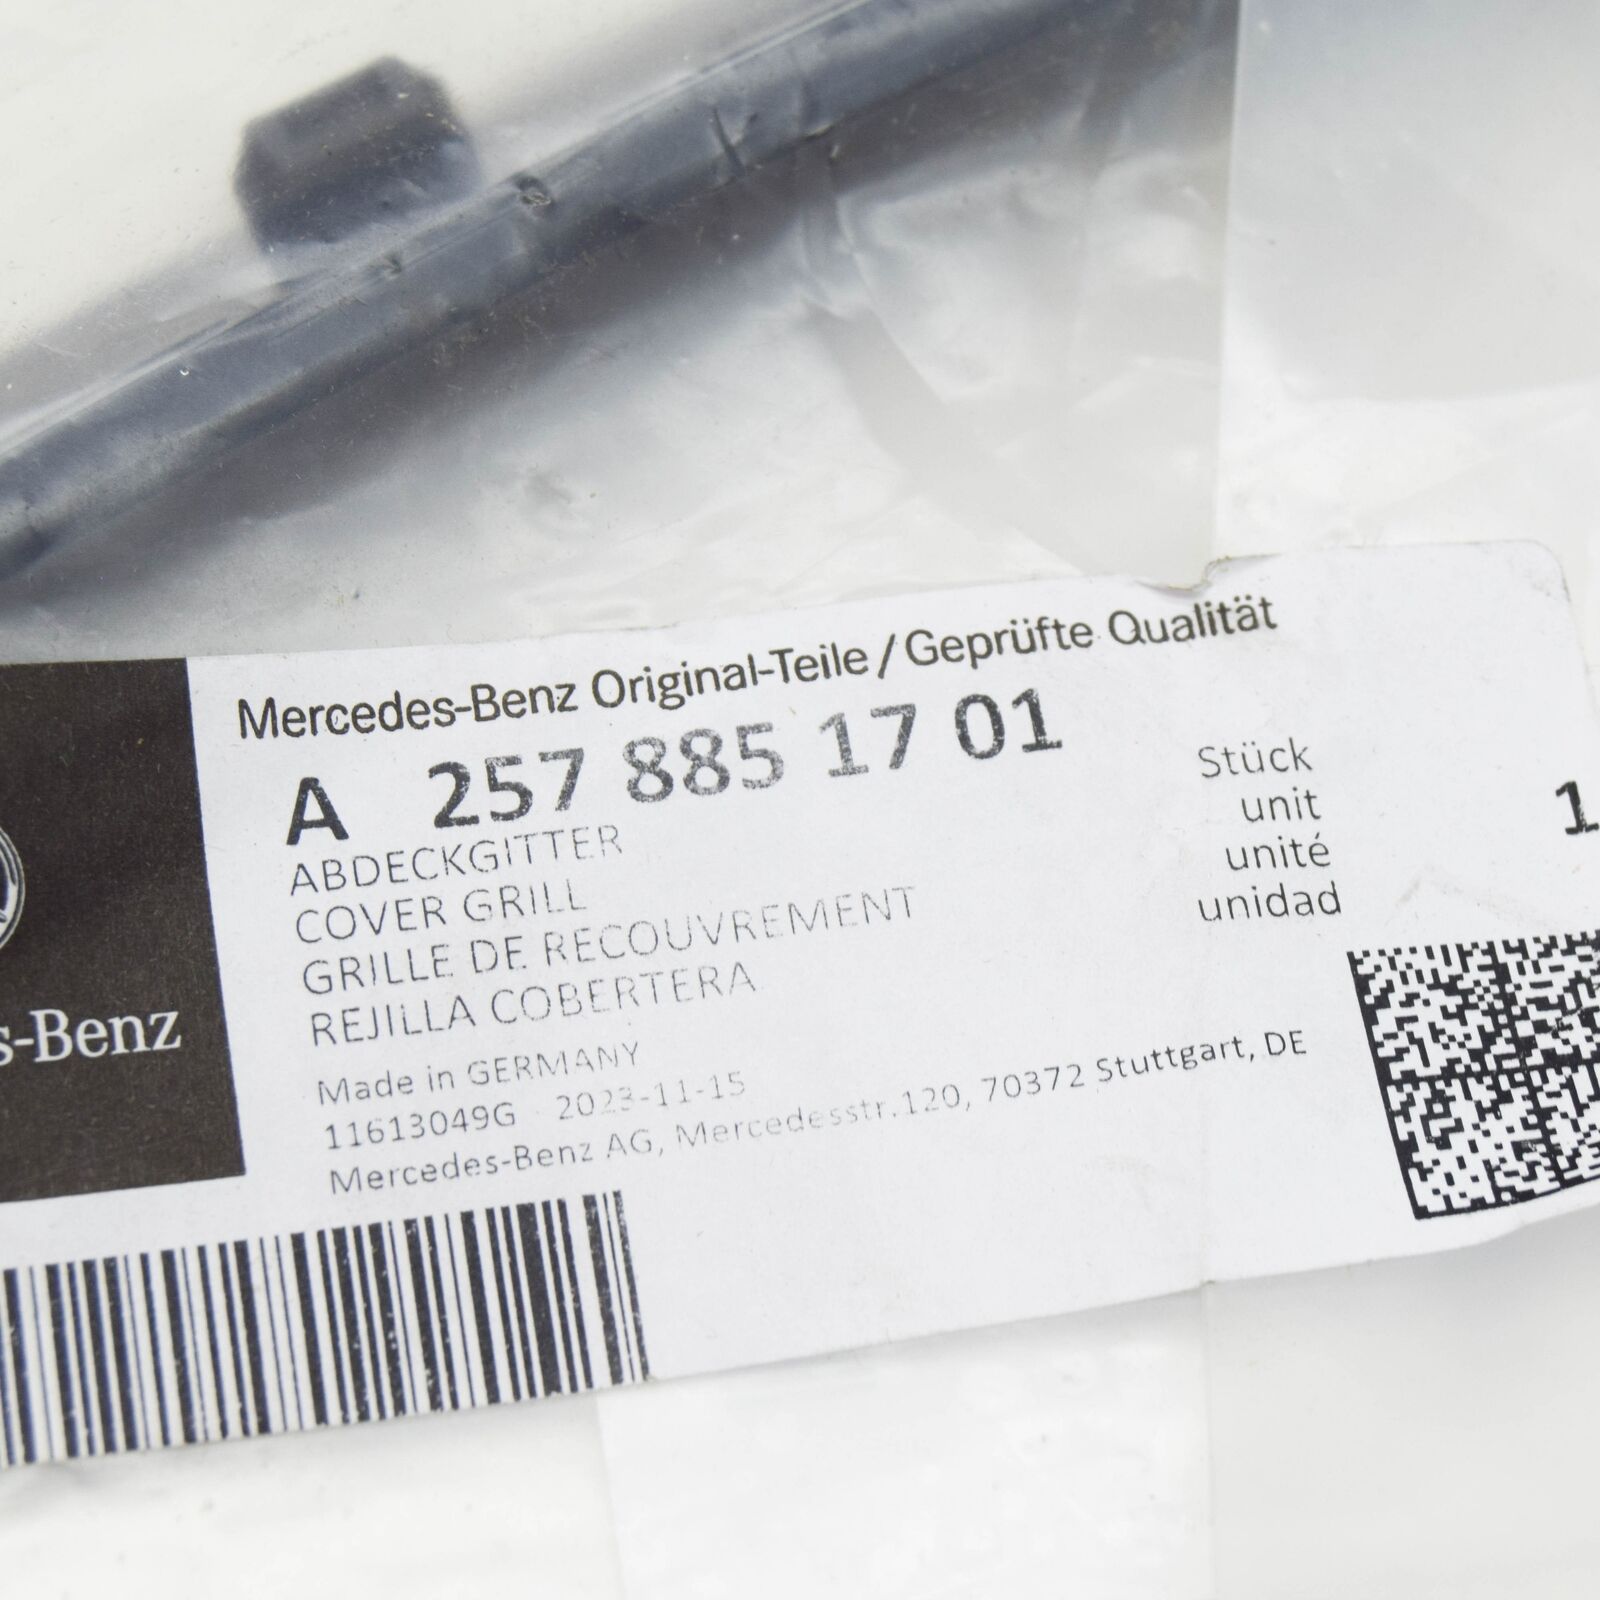 Mercedes-Benz Original-Teile / Geprüfte Qualität
A 257 885 17 01
ABDECKGITTER
COVER GRILL
GRILLE DE RECOUVREMENT
REJILLA COBERTERA
Stück
unit
unité
unidad
1
Made in GERMANY
11613049G 2023-11-15
Mercedes-Benz AG, Mercedesstr.120, 70372 Stuttgart, DE
s-Benz